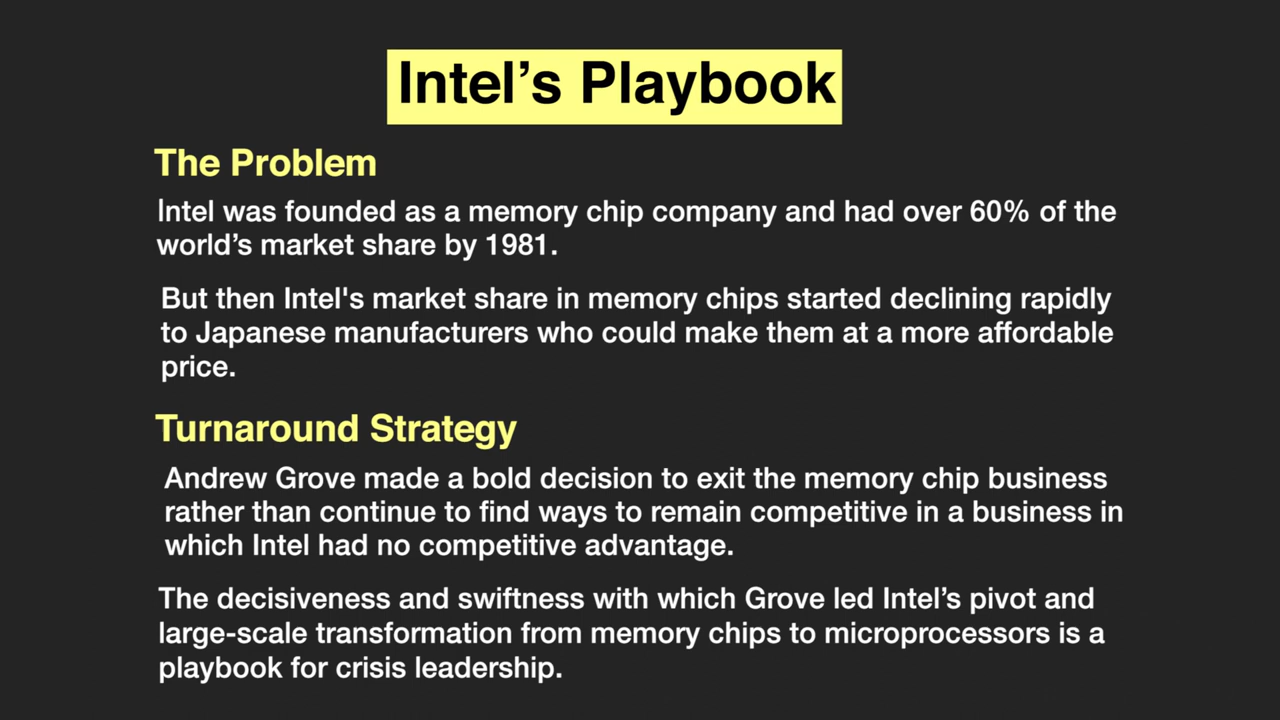 Intel’s Playbook
The Problem
Intel was founded as a memory chip company and had over 60% of the
world’s market share by 1981.
But then Intel's market share in memory chips started declining rapidly
to Japanese manufacturers who could make them at a more affordable
price.
Turnaround Strategy
Andrew Grove made a bold decision to exit the memory chip business
rather than continue to find ways to remain competitive in a business in
which Intel had no competitive advantage.
The decisiveness and swiftness with which Grove led Intel’s pivot and
large-scale transformation from memory chips to microprocessors is a
playbook for crisis leadership.